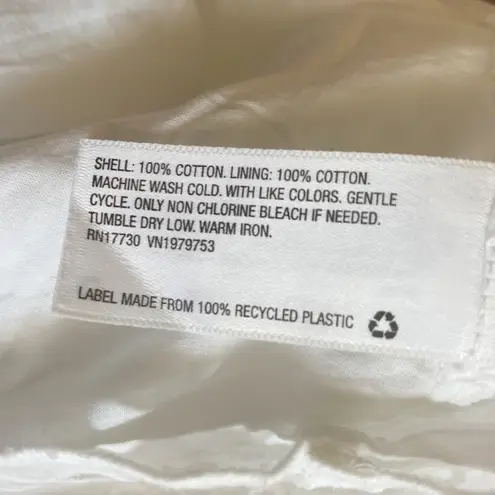 SHELL: 100% COTTON. LINING: 100% COTTON.
MACHINE WASH COLD. WITH LIKE COLORS. GENTLE
CYCLE. ONLY NON CHLORINE BLEACH IF NEEDED.
TUMBLE DRY LOW. WARM IRON.
RN17730 VN1979753
LABEL MADE FROM 100% RECYCLED PLASTIC